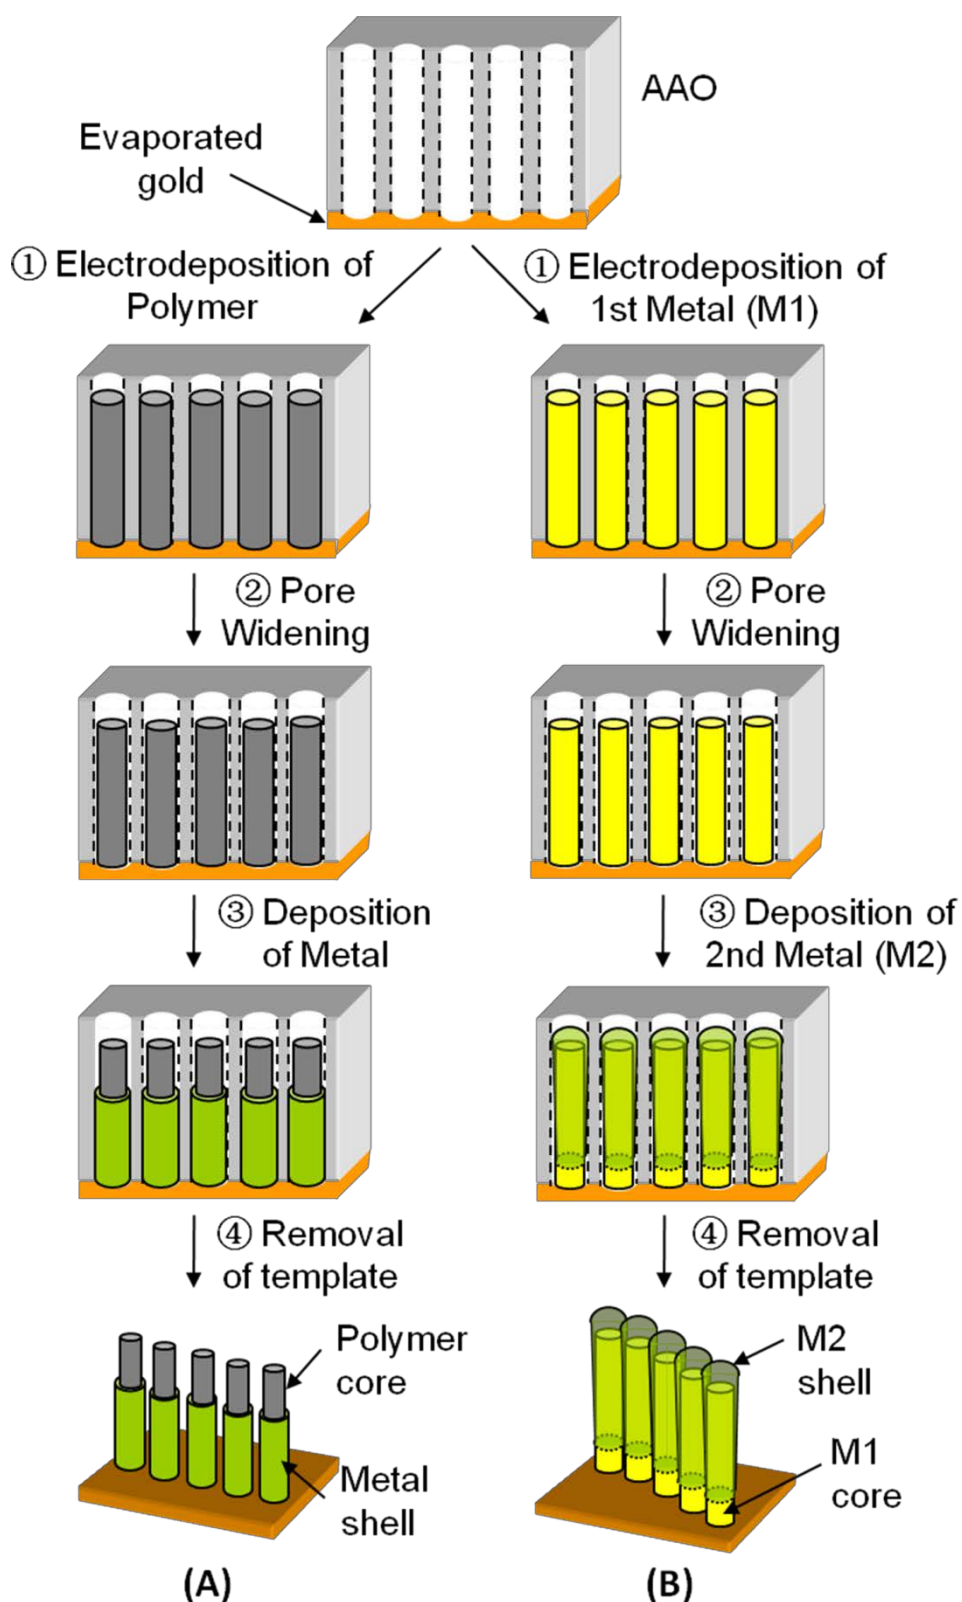 AAO
Evaporated
gold
① Electrodeposition of
Polymer
① Electrodeposition of
1st Metal (M1)
② Pore
Widening
② Pore
Widening
③ Deposition
of Metal
③ Deposition of
2nd Metal (M2)
④ Removal
of template
④ Removal
of template
Polymer
core
Metal
shell
M2
shell
M1
core
(A)
(B)